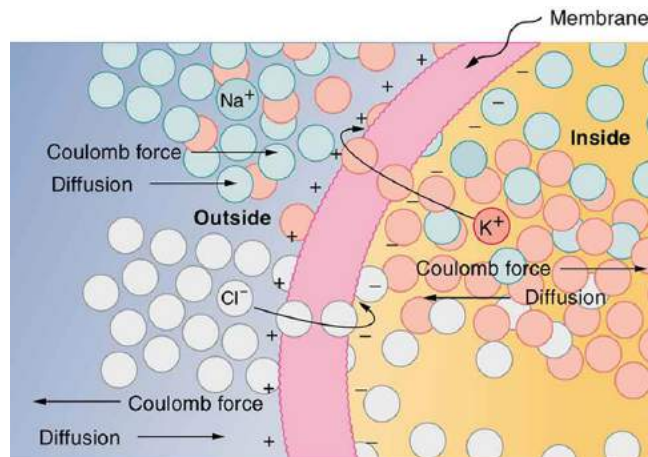 Membrane
Na⁺
Inside
Coulomb force
Diffusion
Outside
K⁺
Coulomb force
Cl⁻
Diffusion
Coulomb force
Diffusion